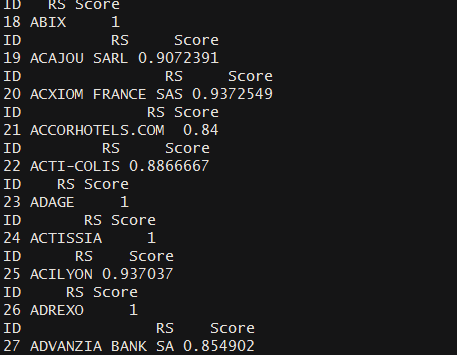 ID   RS Score
18 ABIX     1
ID          RS     Score
19 ACAJOU SARL 0.9072391
ID                RS     Score
20 ACXIOM FRANCE SAS 0.9372549
ID              RS Score
21 ACCORHOTELS.COM  0.84
ID         RS     Score
22 ACTI-COLIS 0.8866667
ID    RS Score
23 ADAGE     1
ID       RS Score
24 ACTISSIA     1
ID      RS    Score
25 ACILYON 0.937037
ID     RS Score
26 ADREXO     1
ID               RS    Score
27 ADVANZIA BANK SA 0.854902